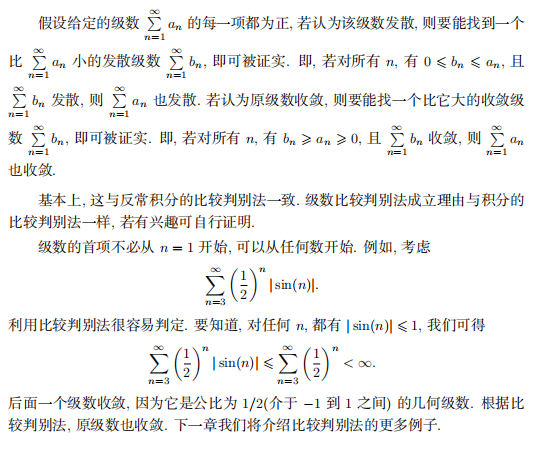 假设给定的级数 $\sum_{n=1}^{\infty} a_n$ 的每一项都为正, 若认为该级数发散, 则要能找到一个
比 $\sum_{n=1}^{\infty} a_n$ 小的发散级数 $\sum_{n=1}^{\infty} b_n$, 即可被证实. 即, 若对所有 $n$, 有 $0 \leqslant b_n \leqslant a_n$, 且
$\sum_{n=1}^{\infty} b_n$ 发散, 则 $\sum_{n=1}^{\infty} a_n$ 也发散. 若认为原级数收敛, 则要能找一个比它大的收敛级
数 $\sum_{n=1}^{\infty} b_n$, 即可被证实. 即, 若对所有 $n$, 有 $b_n \geqslant a_n \geqslant 0$, 且 $\sum_{n=1}^{\infty} b_n$ 收敛, 则 $\sum_{n=1}^{\infty} a_n$
也收敛.
基本上, 这与反常积分的比较判别法一致. 级数比较判别法成立理由与积分的
比较判别法一样, 若有兴趣可自行证明.
级数的首项不必从 $n = 1$ 开始, 可以从任何数开始. 例如, 考虑
$\sum_{n=3}^{\infty} \left(\frac{1}{2}\right)^n |\sin(n)|.$
利用比较判别法很容易判定. 要知道, 对任何 $n$, 都有 $|\sin(n)| \leqslant 1$, 我们可得
$\sum_{n=3}^{\infty} \left(\frac{1}{2}\right)^n |\sin(n)| \leqslant \sum_{n=3}^{\infty} \left(\frac{1}{2}\right)^n < \infty.$
后面一个级数收敛, 因为它是公比为 1/2(介于 −1 到 1 之间) 的几何级数. 根据比
较判别法, 原级数也收敛. 下一章我们将介绍比较判别法的更多例子.